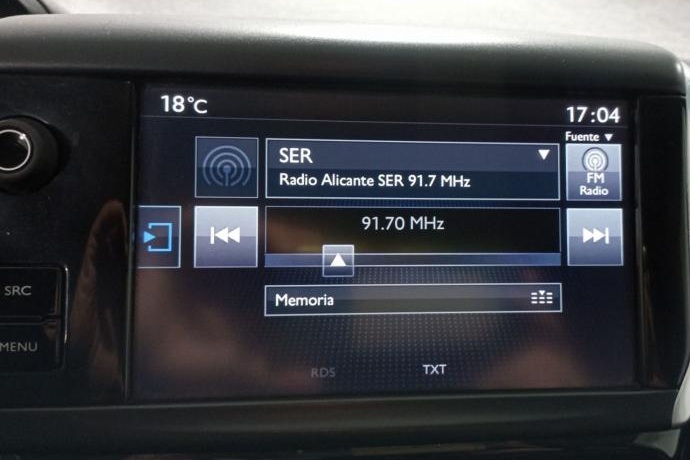 18°C
17:04
Fuente ▼
SER
Radio Alicante SER 91.7 MHz
FM
Radio
91.70 MHz
SRC
Memoria
MENU
RDS
TXT